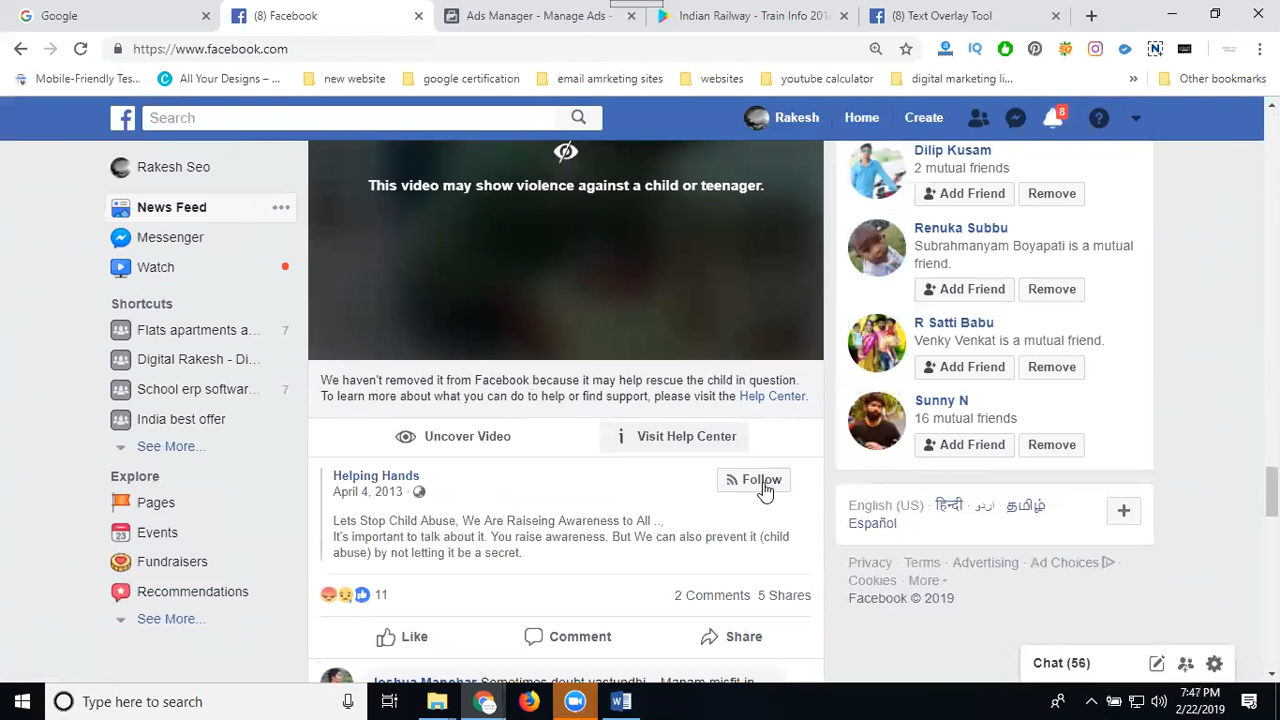 Google
(8) Facebook
Ads Manager - Manage Ads -
Indian Railway - Train Info 201
(8) Text Overlay Tool
https://www.facebook.com
Mobile-Friendly Tes...
All Your Designs – ...
new website
google certification
email amrketing sites
websites
youtube calculator
digital marketing li...
Other bookmarks
Search
Rakesh
Home
Create
8
Rakesh Seo
News Feed
Messenger
Watch
Shortcuts
Flats apartments a... 7
Digital Rakesh - Di...
School erp softwar... 7
India best offer
See More...
Explore
Pages
Events
Fundraisers
Recommendations
See More...
This video may show violence against a child or teenager.
We haven't removed it from Facebook because it may help rescue the child in question.
To learn more about what you can do to help or find support, please visit the Help Center.
Uncover Video
Visit Help Center
Helping Hands
Follow
April 4, 2013 ·
Lets Stop Child Abuse, We Are Raiseing Awareness to All ..,
It's important to talk about it. You raise awareness. But We can also prevent it (child
abuse) by not letting it be a secret.
11
2 Comments 5 Shares
Like
Comment
Share
Joshua Manohar Sometimes doubt vastundhi... Manam misfit in
Dilip Kusam
2 mutual friends
Add Friend Remove
Renuka Subbu
Subrahmanyam Boyapati is a mutual
friend.
Add Friend Remove
R Satti Babu
Venky Venkat is a mutual friend.
Add Friend Remove
Sunny N
16 mutual friends
Add Friend Remove
English (US) · हिन्दी · اردو · தமிழ் ·
Español
Privacy · Terms · Advertising · Ad Choices ·
Cookies · More
Facebook © 2019
Chat (56)
Type here to search
7:47 PM
2/22/2019